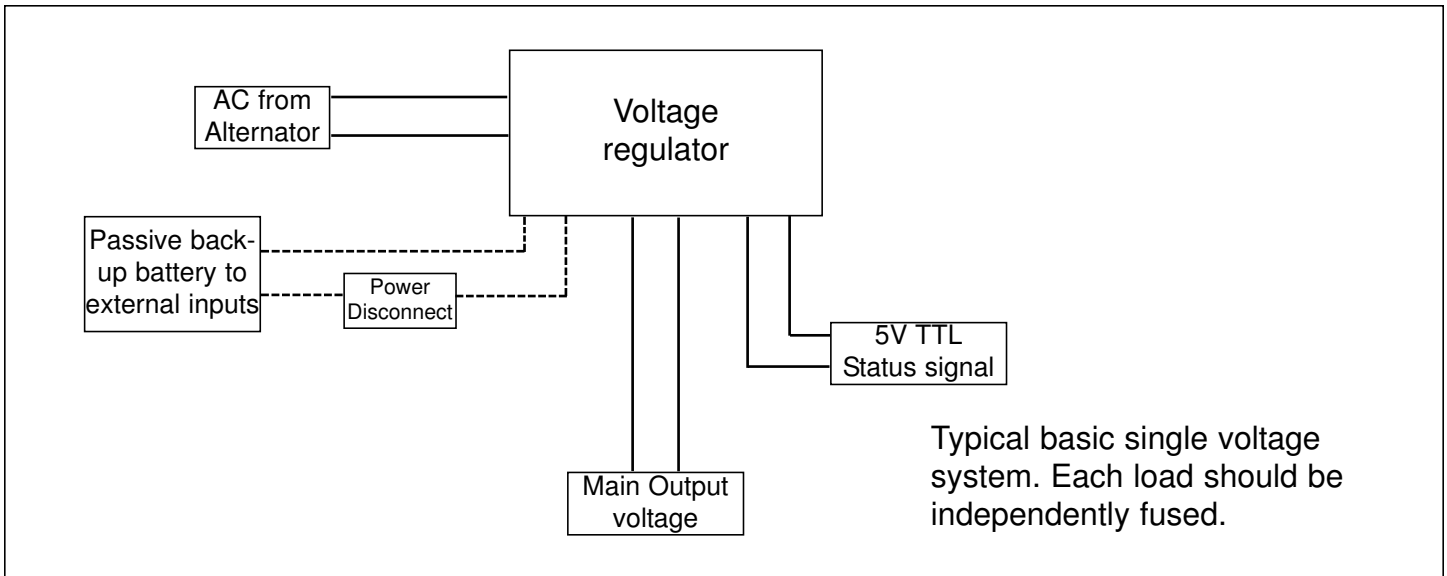 AC from
Alternator
Voltage
regulator
Passive back-
up battery to
external inputs
Power
Disconnect
5V TTL
Status signal
Main Output
voltage
Typical basic single voltage
system. Each load should be
independently fused.